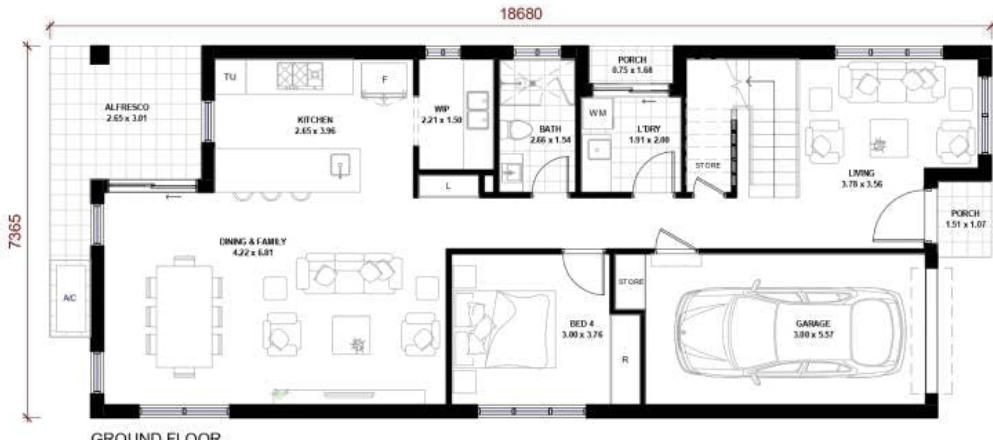 18680
7365
ALFRESCO
2.65 x 3.01
TU
F
KITCHEN
2.65 x 3.96
WIP
2.21 x 1.50
BATH
2.66 x 1.54
PORCH
0.75 x 1.68
WM
L'DRY
1.91 x 2.00
STORE
LIVING
3.78 x 3.56
PORCH
1.51 x 1.07
L
DINING & FAMILY
4.22 x 6.81
A/C
BED 4
3.00 x 3.76
STORE
R
GARAGE
3.00 x 5.57
GROUND FLOOR